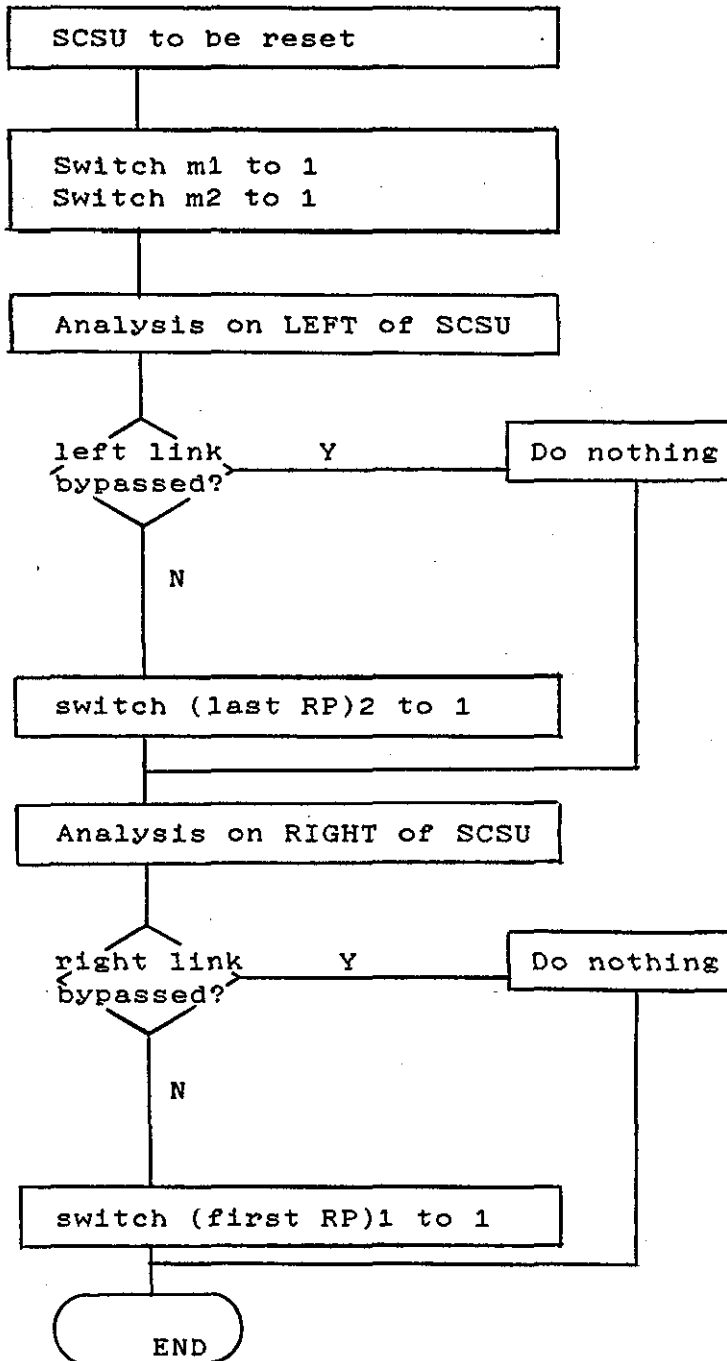 SCSU to be reset
Switch m1 to 1
Switch m2 to 1
Analysis on LEFT of SCSU
left link
bypassed?
Y
Do nothing
N
switch (last RP)2 to 1
Analysis on RIGHT of SCSU
right link
bypassed?
Y
Do nothing
N
switch (first RP)1 to 1
END